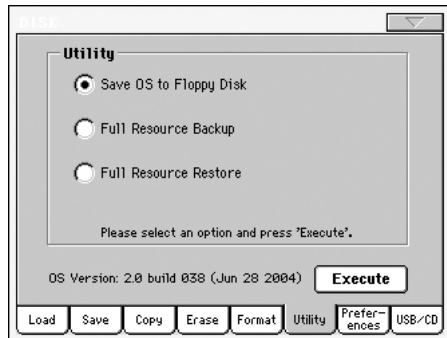 DISK
Utility
Save OS to Floppy Disk
Full Resource Backup
Full Resource Restore
Please select an option and press 'Execute'.
OS Version: 2.0 build 038 (Jun 28 2004)
Execute
Load
Save
Copy
Erase
Format
Utility
Prefer-
ences
USB/CD